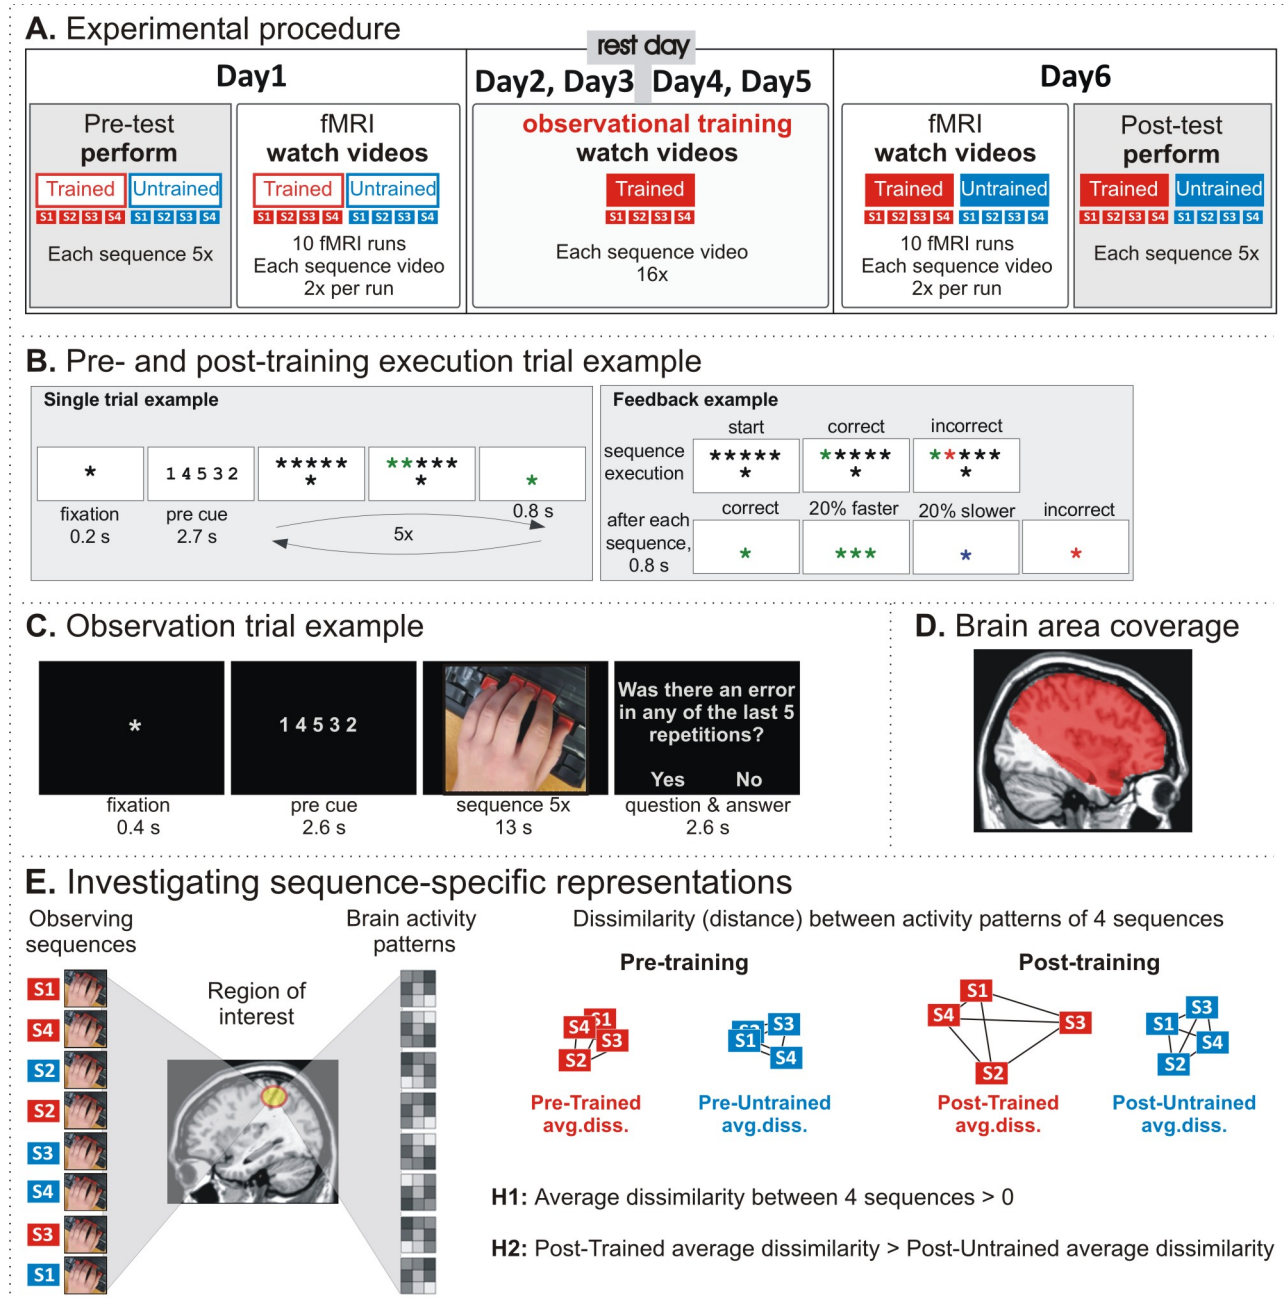 A. Experimental procedure
rest day
Day1
Day2, Day3 Day4, Day5
Day6
Pre-test
perform
Trained Untrained
S1 S2 S3 S4 S1 S2 S3 S4
Each sequence 5x
fMRI
watch videos
Trained Untrained
S1 S2 S3 S4 S1 S2 S3 S4
10 fMRI runs
Each sequence video
2x per run
observational training
watch videos
Trained
S1 S2 S3 S4
Each sequence video
16x
fMRI
watch videos
Trained Untrained
S1 S2 S3 S4 S1 S2 S3 S4
10 fMRI runs
Each sequence video
2x per run
Post-test
perform
Trained Untrained
S1 S2 S3 S4 S1 S2 S3 S4
Each sequence 5x
B. Pre- and post-training execution trial example
Single trial example
*
1 4 5 3 2
*****
*
*****
*
*
fixation
0.2 s
pre cue
2.7 s
5x
0.8 s
Feedback example
start correct incorrect
sequence
execution
*****
*
*****
*
*****
*
correct 20% faster 20% slower incorrect
after each
sequence,
0.8 s
*
***
*
*
C. Observation trial example
*
1 4 5 3 2
Was there an error
in any of the last 5
repetitions?
Yes No
fixation
0.4 s
pre cue
2.6 s
sequence 5x
13 s
question & answer
2.6 s
D. Brain area coverage
E. Investigating sequence-specific representations
Observing
sequences
S1
S4
S2
S2
S3
S4
S3
S1
Region of
interest
Brain activity
patterns
Dissimilarity (distance) between activity patterns of 4 sequences
Pre-training
Post-training
S1
S4
S3
S2
Pre-Trained
avg.diss.
S3
S2
S1
S4
Pre-Untrained
avg.diss.
S1
S4
S3
S2
Post-Trained
avg.diss.
S3
S1
S4
S2
Post-Untrained
avg.diss.
H1: Average dissimilarity between 4 sequences > 0
H2: Post-Trained average dissimilarity > Post-Untrained average dissimilarity